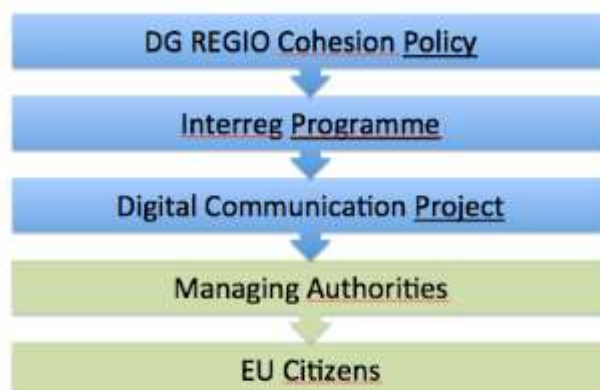 DG REGIO Cohesion Policy
Interreg Programme
Digital Communication Project
Managing Authorities
EU Citizens